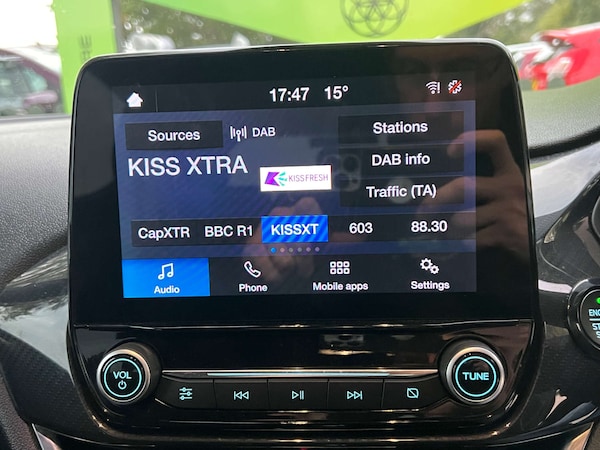 17:47 15°
Sources DAB
Stations
KISS XTRA
KISSFRESH
DAB info
Traffic (TA)
CapXTR BBC R1 KISSXT 603 88.30
Audio Phone Mobile apps Settings
VOL
TUNE